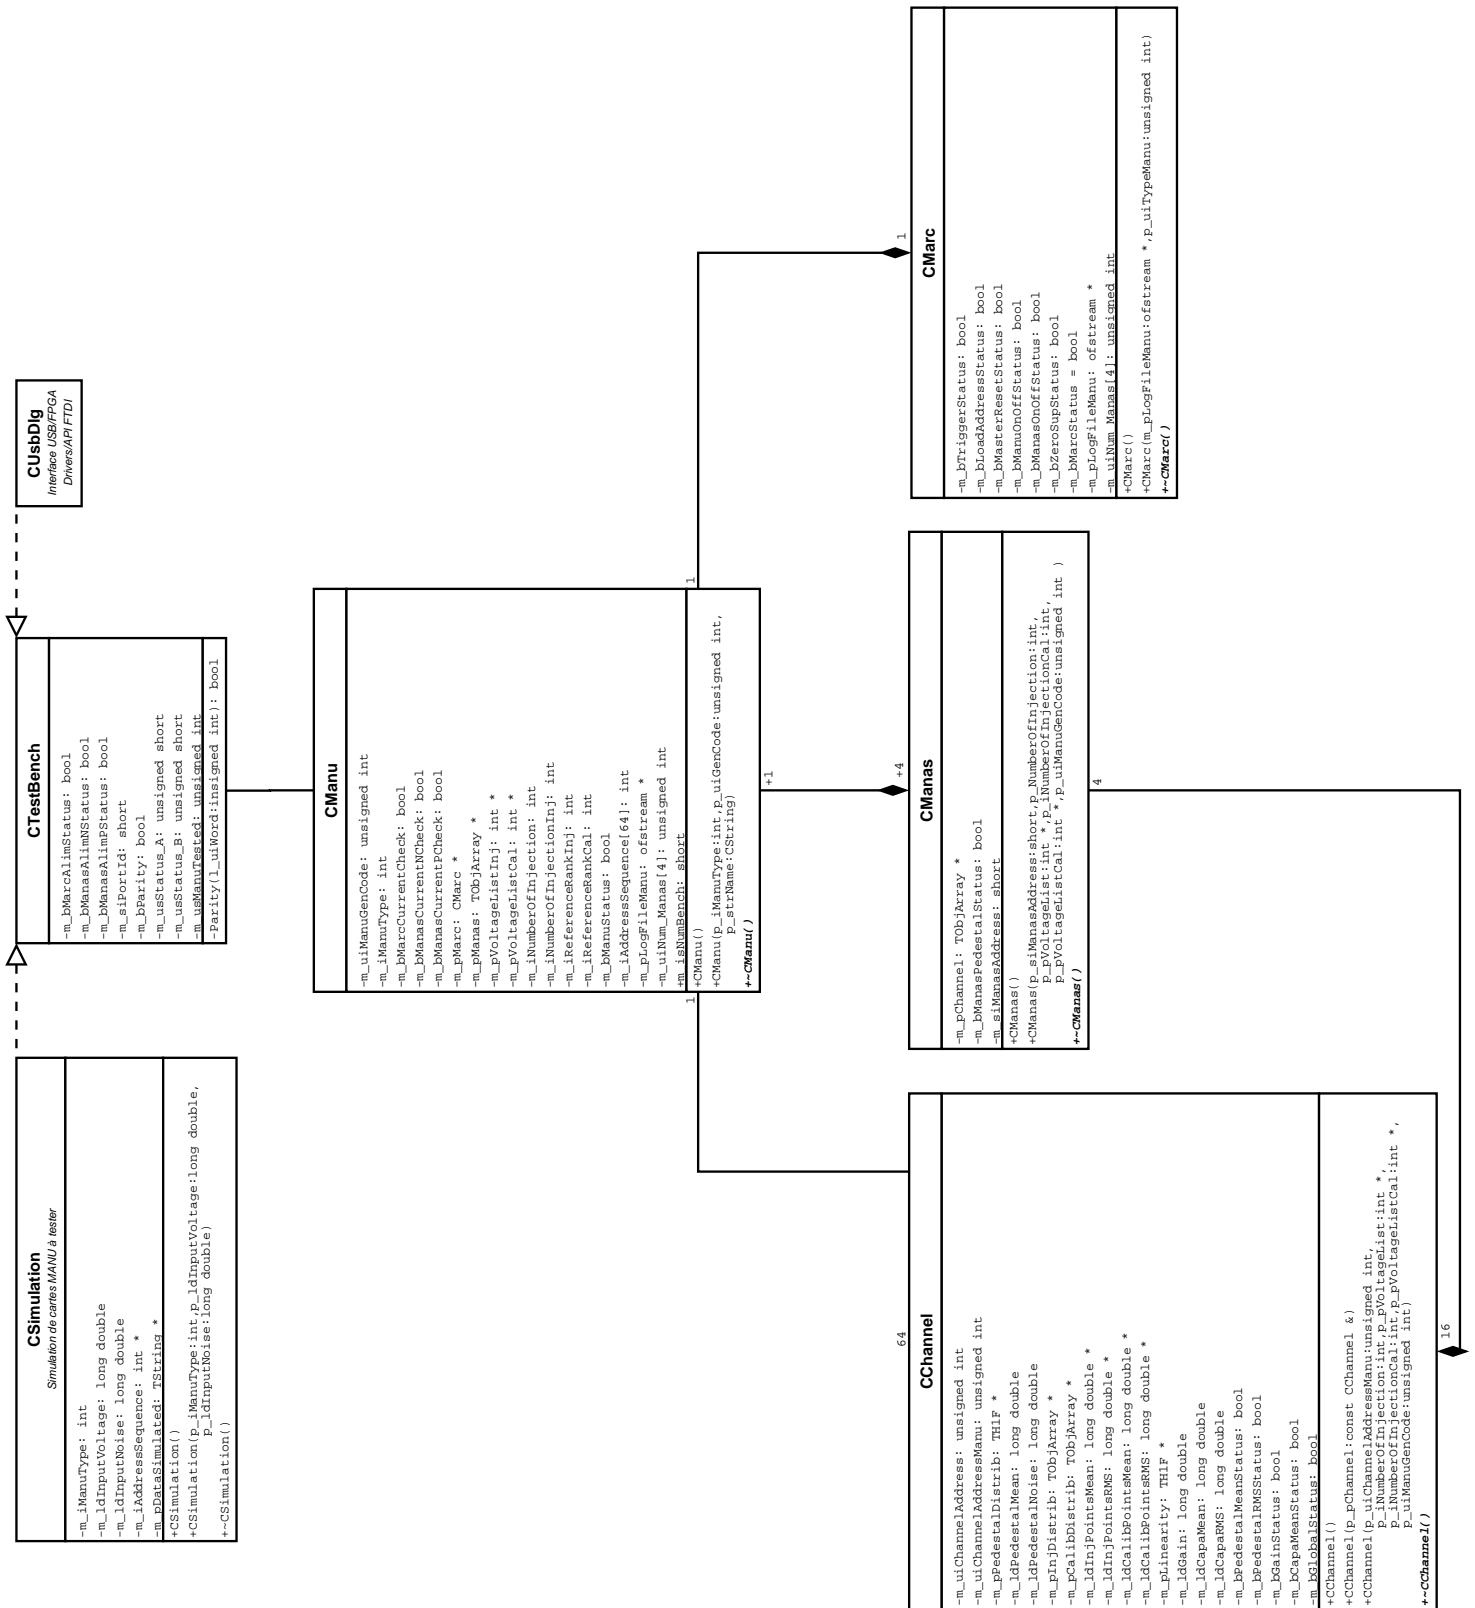 CSimulation
Simulation de cartes MANU à tester
-m_iManuType: int
-m_ldInputVoltage: long double
-m_ldInputNoise: long double
-m_iAddressSequence: int *
-m_pDataSimulated: TString *
+CSimulation()
+CSimulation(p_iManuType:int,p_ldInputVoltage:long double,
p_ldInputNoise:long double)
+~CSimulation()
CTestBench
-m_bMarcAlimStatus: bool
-m_bManasAlimNStatus: bool
-m_bManasAlimPStatus: bool
-m_siPortId: short
-m_bParity: bool
-m_usStatus_A: unsigned short
-m_usStatus_B: unsigned short
-m_usManuTested: unsigned int
-Parity(l_uiWord:insigned int): bool
CUsbDlg
Interface USB/FPGA
Drivers/API FTDI
CManu
-m_uiManuGenCode: unsigned int
-m_iManuType: int
-m_bMarcCurrentCheck: bool
-m_bManasCurrentNCheck: bool
-m_bManasCurrentPCheck: bool
-m_pMarc: CMarc *
-m_pManas: TObjArray *
-m_pVoltageListInj: int *
-m_pVoltageListCal: int *
-m_iNumberOfInjection: int
-m_iNumberOfInjectionInj: int
-m_iReferenceRankInj: int
-m_iReferenceRankCal: int
-m_bManuStatus: bool
-m_iAddressSequence[64]: int
-m_pLogFileManu: ofstream *
-m_uiNum_Manas[4]: unsigned int
+m_isNumBench: short
+CManu()
+CManu(p_iManuType:int,p_uiGenCode:unsigned int,
p_strName:CString)
+~CManu()
1
+1
1
64
+4
1
CChannel
-m_uiChannelAddress: unsigned int
-m_uiChannelAddressManu: unsigned int
-m_pPedestalDistrib: TH1F *
-m_ldPedestalMean: long double
-m_ldPedestalNoise: long double
-m_pInjDistrib: TObjArray *
-m_pCalibDistrib: TObjArray *
-m_ldInjPointsMean: long double *
-m_ldInjPointsRMS: long double *
-m_ldCalibPointsMean: long double *
-m_ldCalibPointsRMS: long double *
-m_pLinearity: TH1F *
-m_ldGain: long double
-m_ldCapaMean: long double
-m_ldCapaRMS: long double
-m_bPedestalMeanStatus: bool
-m_bPedestalRMSStatus: bool
-m_bGainStatus: bool
-m_bCapaMeanStatus: bool
-m_bGlobalStatus: bool
+CChannel()
+CChannel(p_pChannel:const CChannel &)
+CChannel(p_uiChannelAddressManu:unsigned int,
p_iNumberOfInjection:int,p_pVoltageList:int *,
p_iNumberOfInjectionCal:int,p_pVoltageListCal:int *,
p_uiManuGenCode:unsigned int)
+~CChannel()
16
CManas
-m_pChannel: TObjArray *
-m_bManasPedestalStatus: bool
-m_siManasAddress: short
+CManas()
+CManas(p_siManasAddress:short,p_NumberOfInjection:int,
p_pVoltageList:int *,p_iNumberOfInjectionCal:int,
p_pVoltageListCal:int *,p_uiManuGenCode:unsigned int )
+~CManas()
4
CMarc
-m_bTriggerStatus: bool
-m_bLoadAddressStatus: bool
-m_bMasterResetStatus: bool
-m_bManuOnOffStatus: bool
-m_bManasOnOffStatus: bool
-m_bZeroSupStatus: bool
-m_bMarcStatus = bool
-m_pLogFileManu: ofstream *
-m_uiNum_Manas[4]: unsigned int
+CMarc()
+CMarc(m_pLogFileManu:ofstream *,p_uiTypeManu:unsigned int)
+~CMarc()